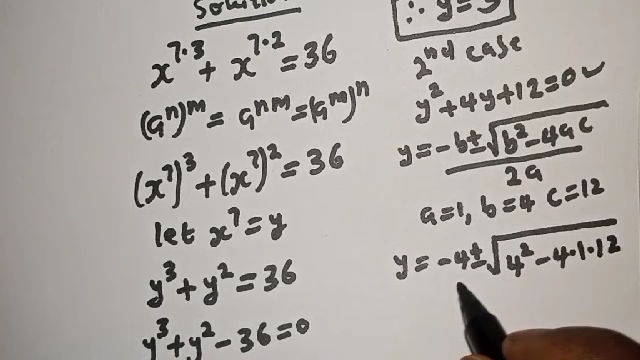 Solution
x^7·3 + x^7·2 = 36
(a^n)^m = a^nm = (a^m)^n
(x^7)^3 + (x^7)^2 = 36
let x^7 = y
y^3 + y^2 = 36
y^3 + y^2 - 36 = 0
∴ y = 3
2nd case
y^2 + 4y + 12 = 0 ✓
y = -b ± √(b^2 - 4ac)
2a
a = 1, b = 4 c = 12
y = -4 ± √(4^2 - 4·1·12)